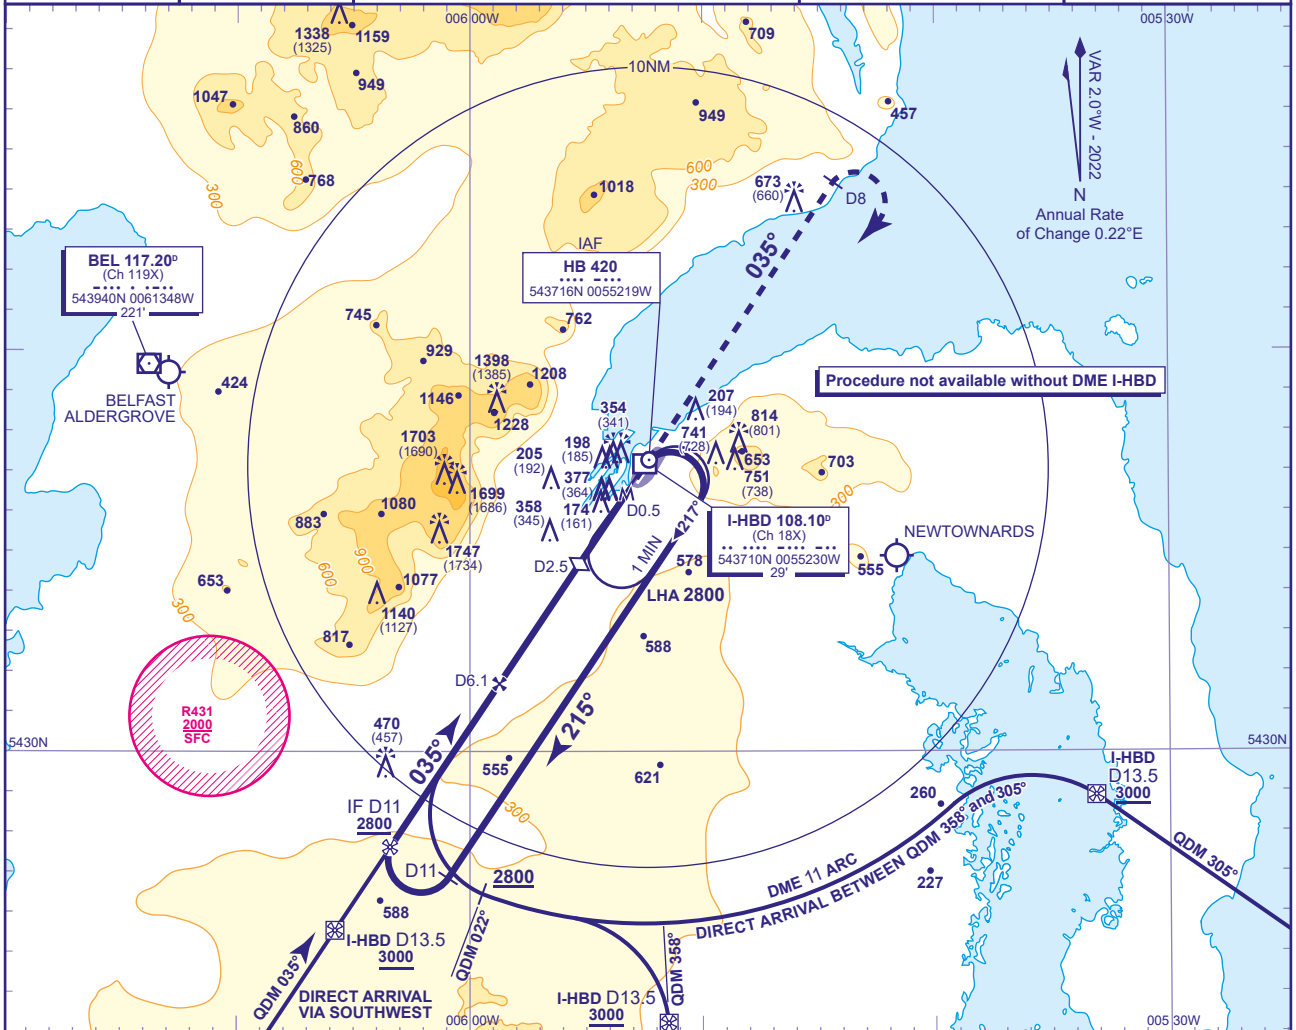 006 00W
005 30W
1338
(1325)
1159
709
10NM
949
1047
949
457
860
600
768
300
600
300
1018
673
(660)
D8
VAR 2.0°W - 2022
N
Annual Rate
of Change 0.22°E
IAF
HB 420
543716N 0055219W
035°
BEL 117.20D
(Ch 119X)
543940N 0061348W
221'
745
762
929
1398
(1385)
1208
424
1146
1228
BELFAST
ALDERGROVE
Procedure not available without DME I-HBD
354
(341)
207
(194)
814
(801)
1703
(1690)
198
(185)
741
(728)
205
(192)
653
703
377
(364)
751
(738)
300
1699
(1686)
1080
358
(345)
174
(161)
D0.5
217°
I-HBD 108.10D
(Ch 18X)
543710N 0055230W
29'
NEWTOWNARDS
883
1747
(1734)
900
600
D2.5
1 MIN
578
555
653
1077
LHA 2800
1140
(1127)
300
817
588
D6.1
R431
2000
SFC
215°
470
(457)
035°
5430N
5430N
555
621
I-HBD
D13.5
3000
260
IF D11
2800
300
QDM 305°
D11
2800
DME 11 ARC
DIRECT ARRIVAL BETWEEN QDM 358° and 305°
227
588
I-HBD D13.5
3000
QDM 022°
QDM 358°
QDM 035°
DIRECT ARRIVAL
VIA SOUTHWEST
I-HBD D13.5
3000
006 00W
005 30W